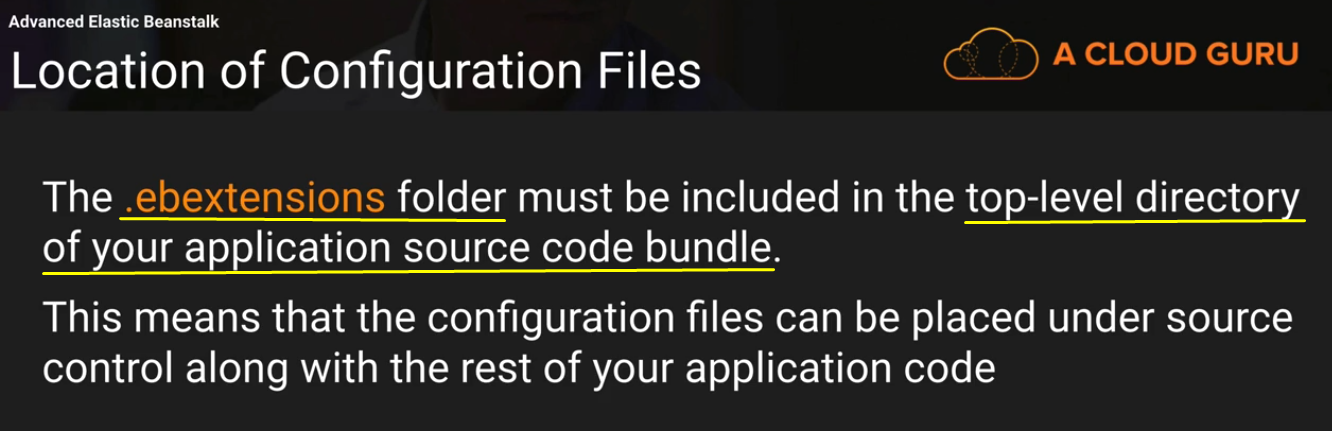 Advanced Elastic Beanstalk
Location of Configuration Files
A CLOUD GURU
The .ebextensions folder must be included in the top-level directory
of your application source code bundle.
This means that the configuration files can be placed under source
control along with the rest of your application code